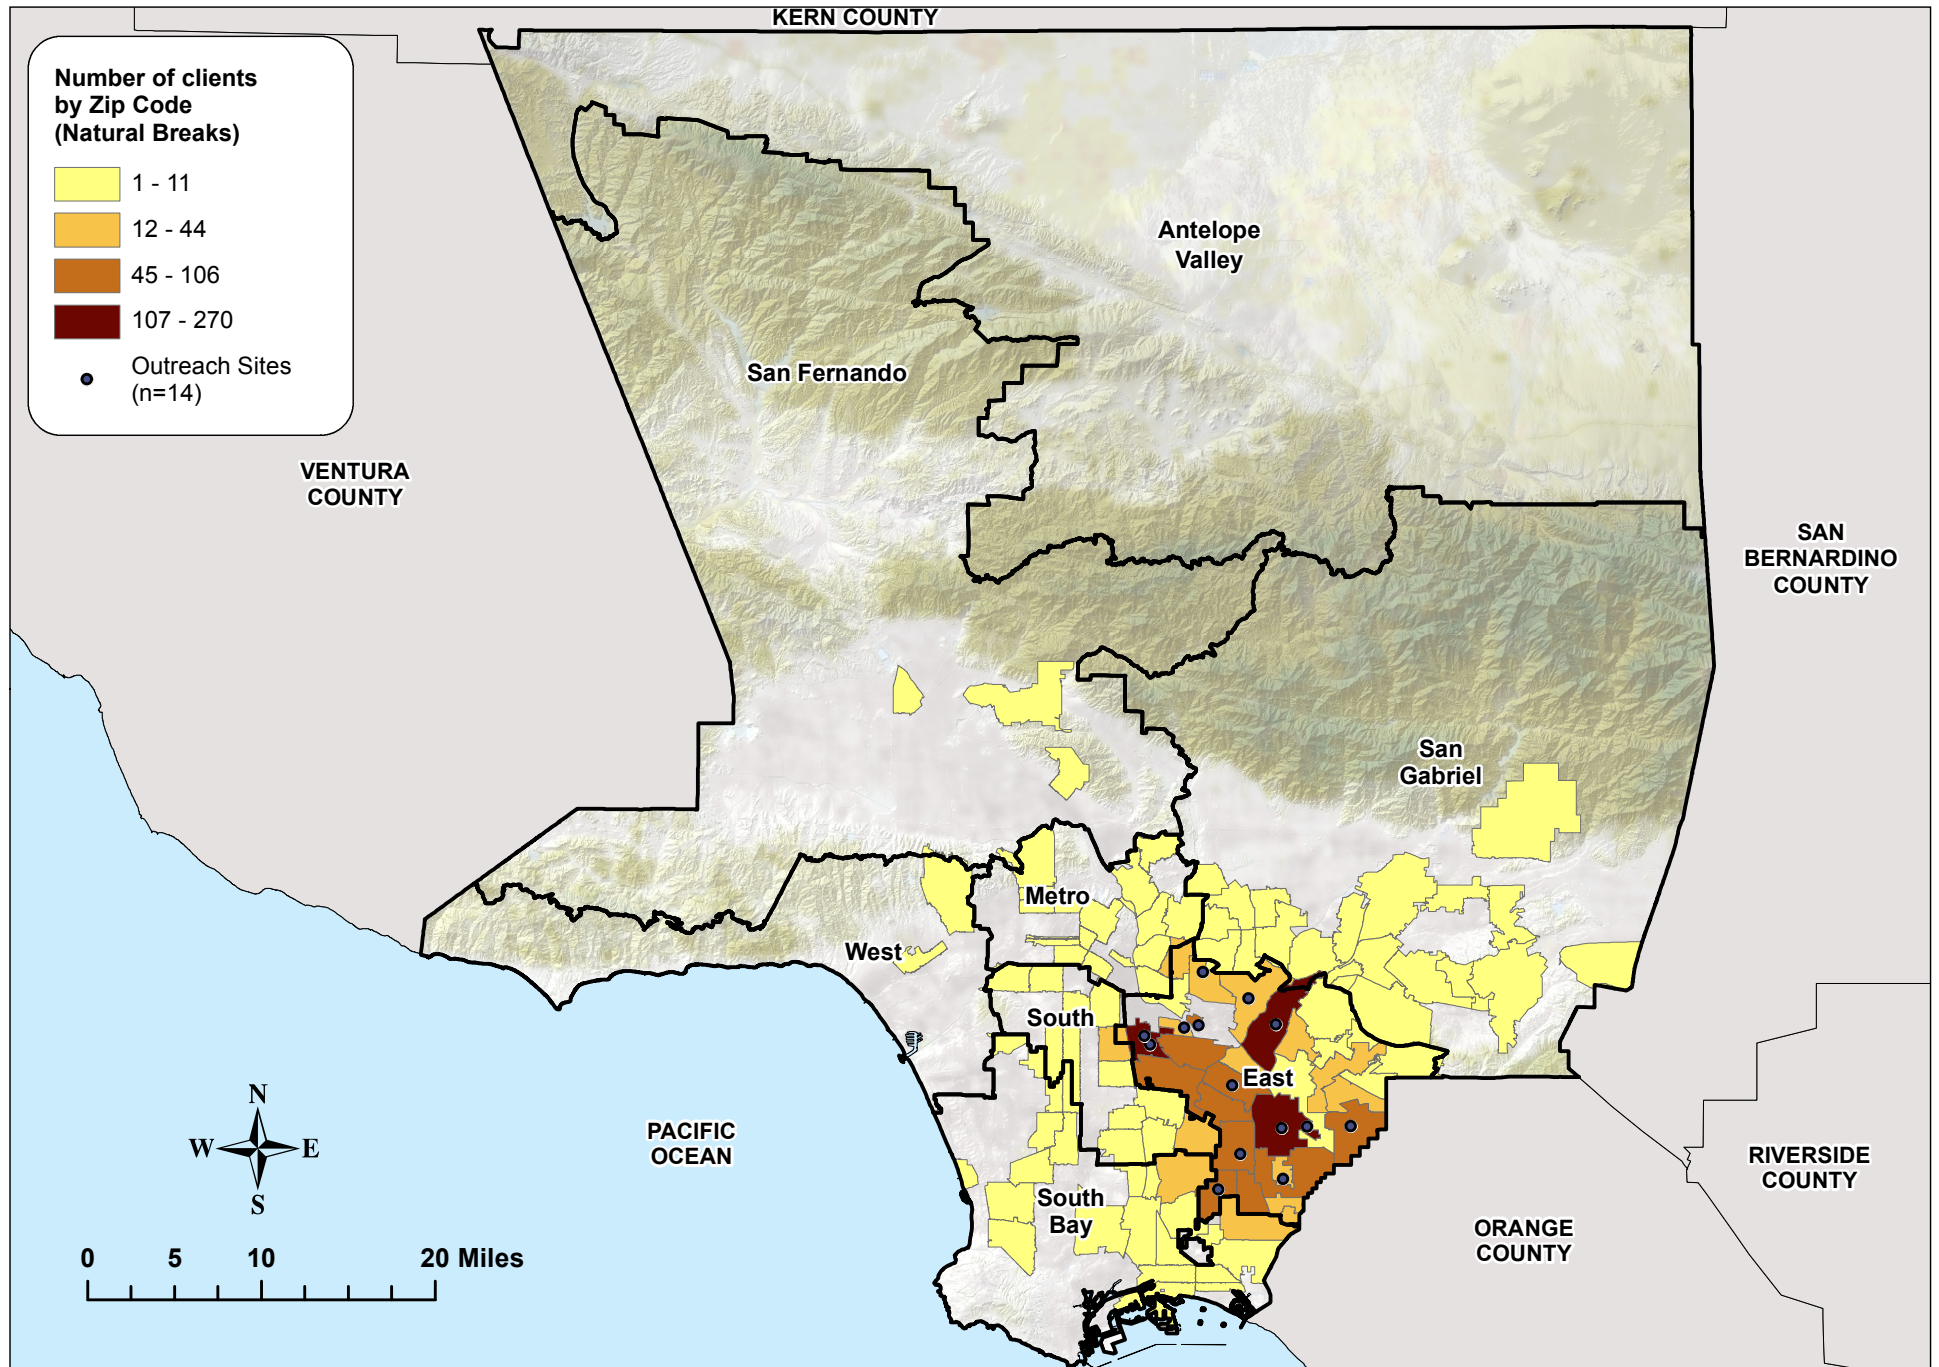 KERN COUNTY
Number of clients
by Zip Code
(Natural Breaks)
1 - 11
12 - 44
45 - 106
107 - 270
Outreach Sites
(n=14)
Antelope
Valley
San Fernando
VENTURA
COUNTY
SAN
BERNARDINO
COUNTY
San
Gabriel
Metro
West
South
East
N
W E
S
PACIFIC
OCEAN
RIVERSIDE
COUNTY
South
Bay
ORANGE
COUNTY
0 5 10 20 Miles